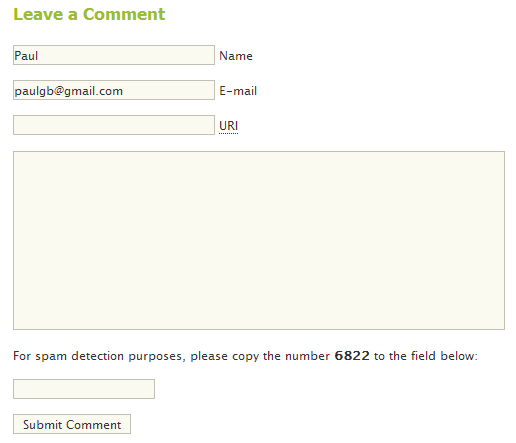 Leave a Comment
Paul Name
paulgb@gmail.com E-mail
URI
For spam detection purposes, please copy the number 6822 to the field below:
Submit Comment